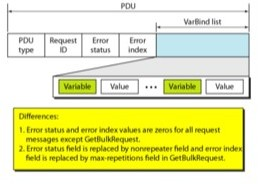 PDU
VarBind list
PDU type
Request ID
Error status
Error index
Variable Value ••• Variable Value
Differences:
1. Error status and error index values are zeros for all request
messages except GetBulkRequest.
2. Error status field is replaced by nonrepeater field and error index
field is replaced by max-repetitions field in GetBulkRequest.